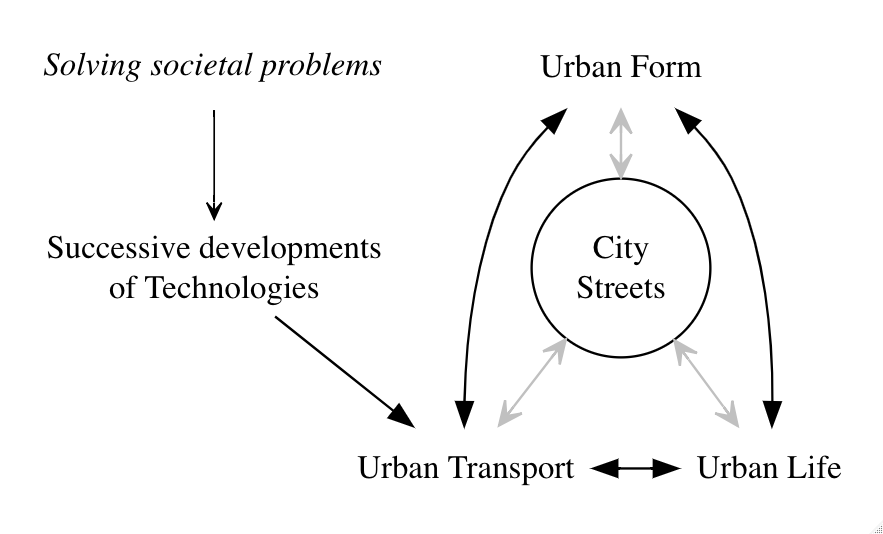 Solving societal problems
Urban Form
Successive developments
of Technologies
City
Streets
Urban Transport
Urban Life